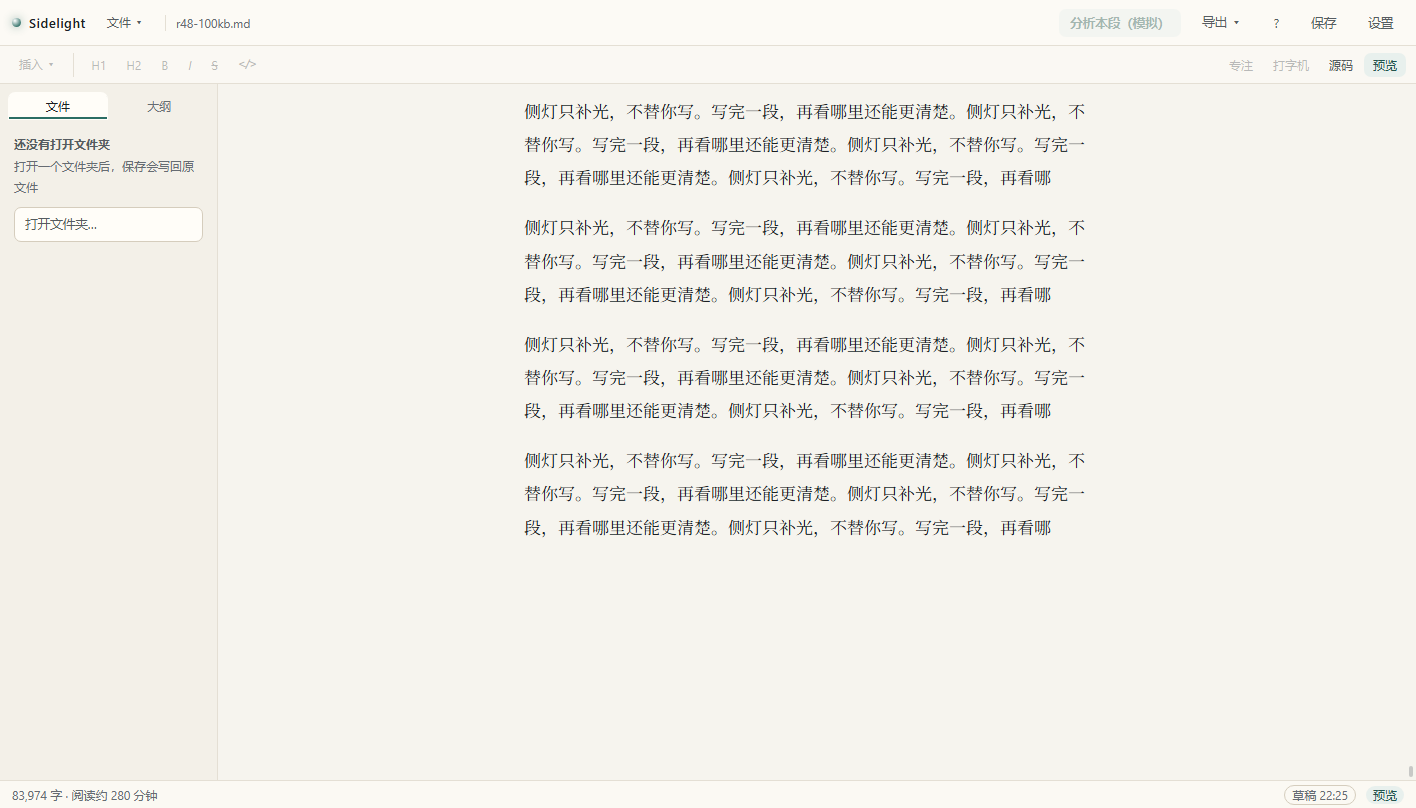 Sidelight 文件 r48-100kb.md 分析本段（模拟） 导出 ? 保存 设置
插入 H1 H2 B I S </> 专注 打字机 源码 预览
文件 大纲
还没有打开文件夹
打开一个文件夹后，保存会写回原
文件
打开文件夹...
侧灯只补光，不替你写。写完一段，再看哪里还能更清楚。侧灯只补光，不
替你写。写完一段，再看哪里还能更清楚。侧灯只补光，不替你写。写完一
段，再看哪里还能更清楚。侧灯只补光，不替你写。写完一段，再看哪
侧灯只补光，不替你写。写完一段，再看哪里还能更清楚。侧灯只补光，不
替你写。写完一段，再看哪里还能更清楚。侧灯只补光，不替你写。写完一
段，再看哪里还能更清楚。侧灯只补光，不替你写。写完一段，再看哪
侧灯只补光，不替你写。写完一段，再看哪里还能更清楚。侧灯只补光，不
替你写。写完一段，再看哪里还能更清楚。侧灯只补光，不替你写。写完一
段，再看哪里还能更清楚。侧灯只补光，不替你写。写完一段，再看哪
侧灯只补光，不替你写。写完一段，再看哪里还能更清楚。侧灯只补光，不
替你写。写完一段，再看哪里还能更清楚。侧灯只补光，不替你写。写完一
段，再看哪里还能更清楚。侧灯只补光，不替你写。写完一段，再看哪
83,974 字 · 阅读约 280 分钟 草稿 22:25 预览